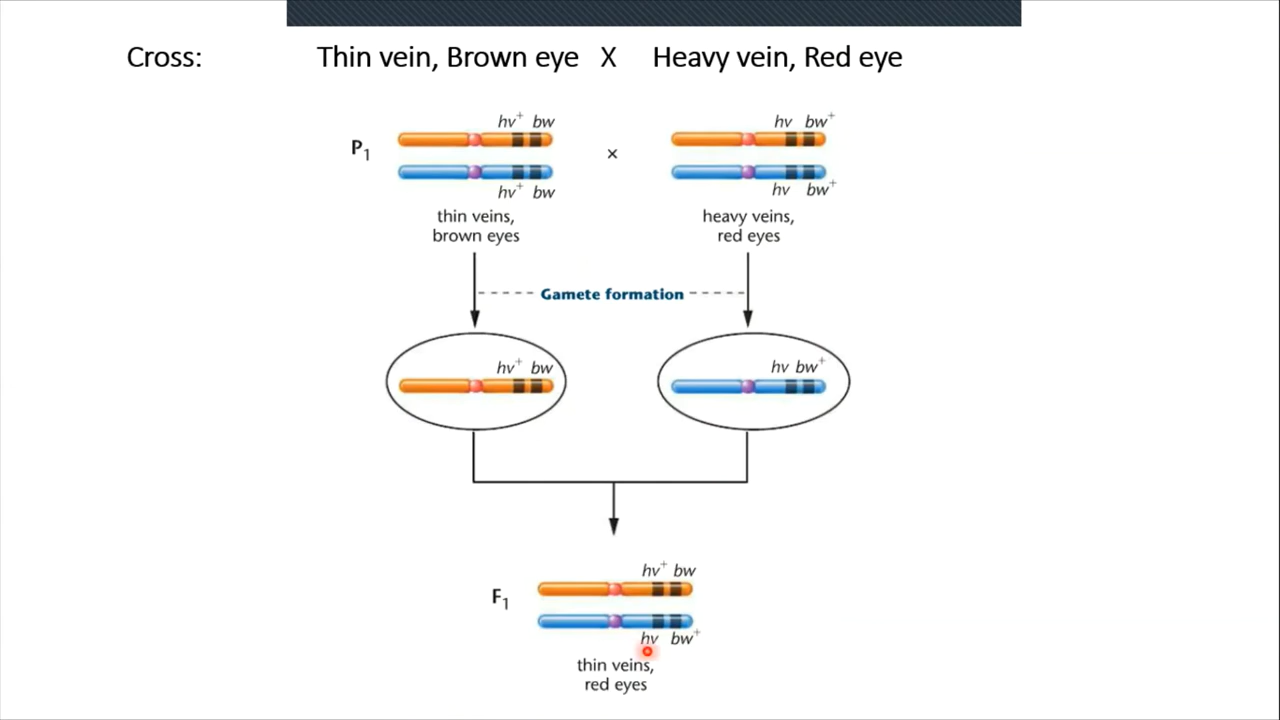 Cross: Thin vein, Brown eye X Heavy vein, Red eye
hv+ bw hv bw+
P1 ×
hv+ bw hv bw+
thin veins, heavy veins,
brown eyes red eyes
Gamete formation
hv+ bw hv bw+
hv+ bw
F1
hv bw+
thin veins,
red eyes